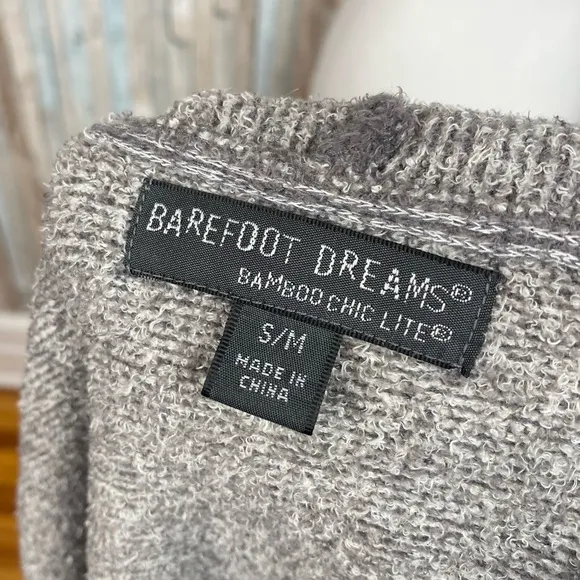 BAREFOOT DREAMS®
BAMBOO CHIC LITE®
S/M
MADE IN
CHINA